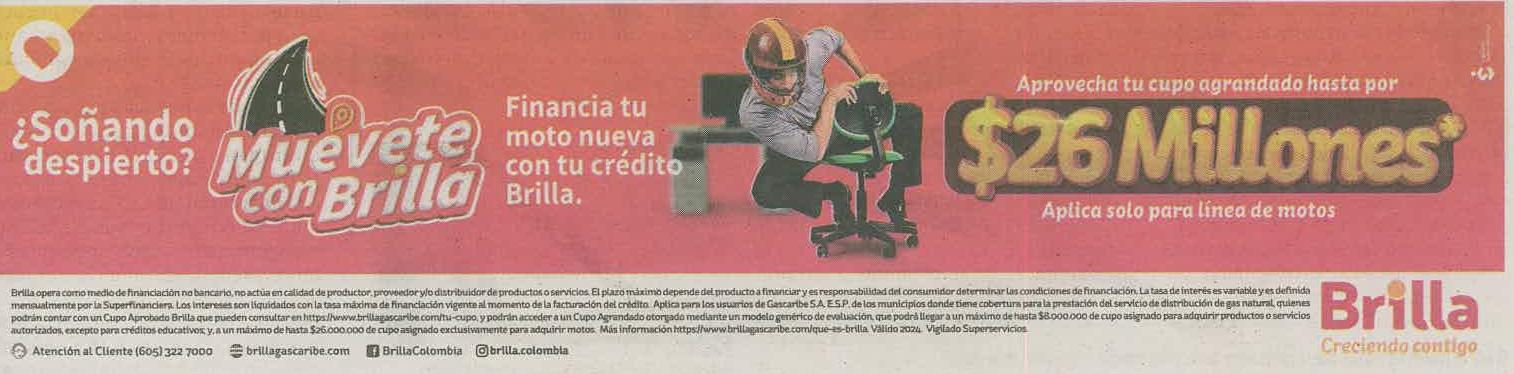 ¿Soñando
despierto?
Muévete
con Brilla
Financia tu
moto nueva
con tu crédito
Brilla.
Aprovecha tu cupo agrandado hasta por
$26 Millones*
Aplica solo para línea de motos
Brilla opera como medio de financiación no bancario, no actúa en calidad de productor, proveedor y/o distribuidor de productos o servicios. El plazo máximo depende del producto a financiar y es responsabilidad del consumidor determinar las condiciones de financiación. La tasa de interés es variable y es definida
mensualmente por la Superfinanciera. Los intereses son liquidados con la tasa máxima de financiación vigente al momento de la facturación del crédito. Aplica para los usuarios de Gascaribe S.A. E.S.P. de los municipios donde tiene cobertura para la prestación del servicio de distribución de gas natural, quienes
podrán contar con un Cupo Aprobado Brilla que pueden consultar en https://www.brillagascaribe.com/tu-cupo, y podrán acceder a un Cupo Agrandado otorgado mediante un modelo genérico de evaluación, que podrá llegar a un máximo de hasta $8.000.000 de cupo asignado para adquirir productos o servicios
autorizados, excepto para créditos educativos; y, a un máximo de hasta $26.000.000 de cupo asignado exclusivamente para adquirir motos. Más información https://www.brillagascaribe.com/que-es-brilla. Válido 2024. Vigilado Superservicios.
Atención al Cliente (605) 322 7000 brillagascaribe.com BrillaColombia brilla.colombia
Brilla
Creciendo contigo